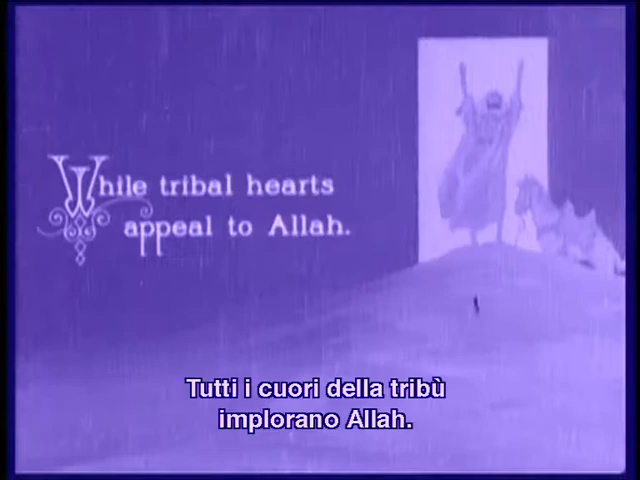 While tribal hearts
appeal to Allah.
Tutti i cuori della tribù
implorano Allah.